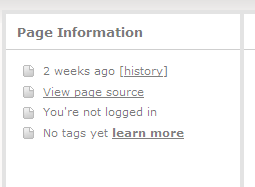 Page Information
2 weeks ago [history]
View page source
You're not logged in
No tags yet learn more